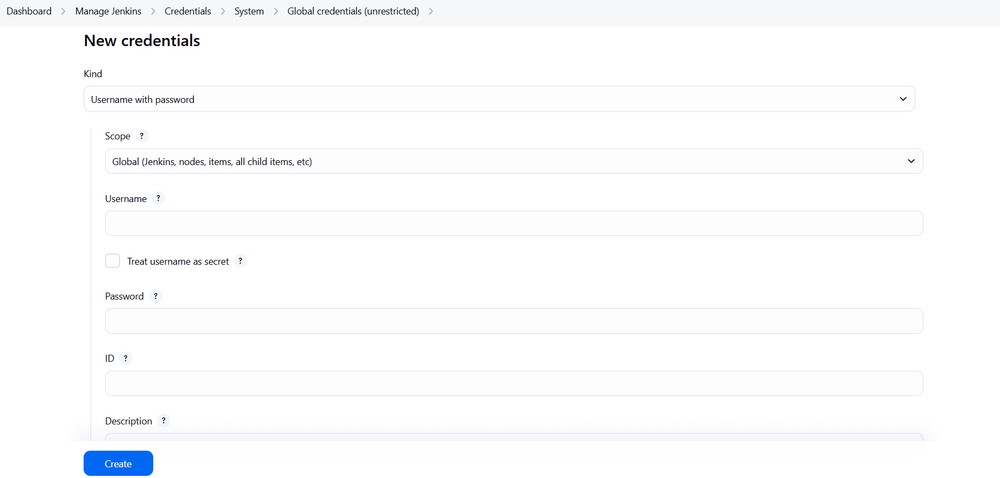 Dashboard > Manage Jenkins > Credentials > System > Global credentials (unrestricted) >
New credentials
Kind
Username with password
Scope ?
Global (Jenkins, nodes, items, all child items, etc)
Username ?
Treat username as secret ?
Password ?
ID ?
Description ?
Create